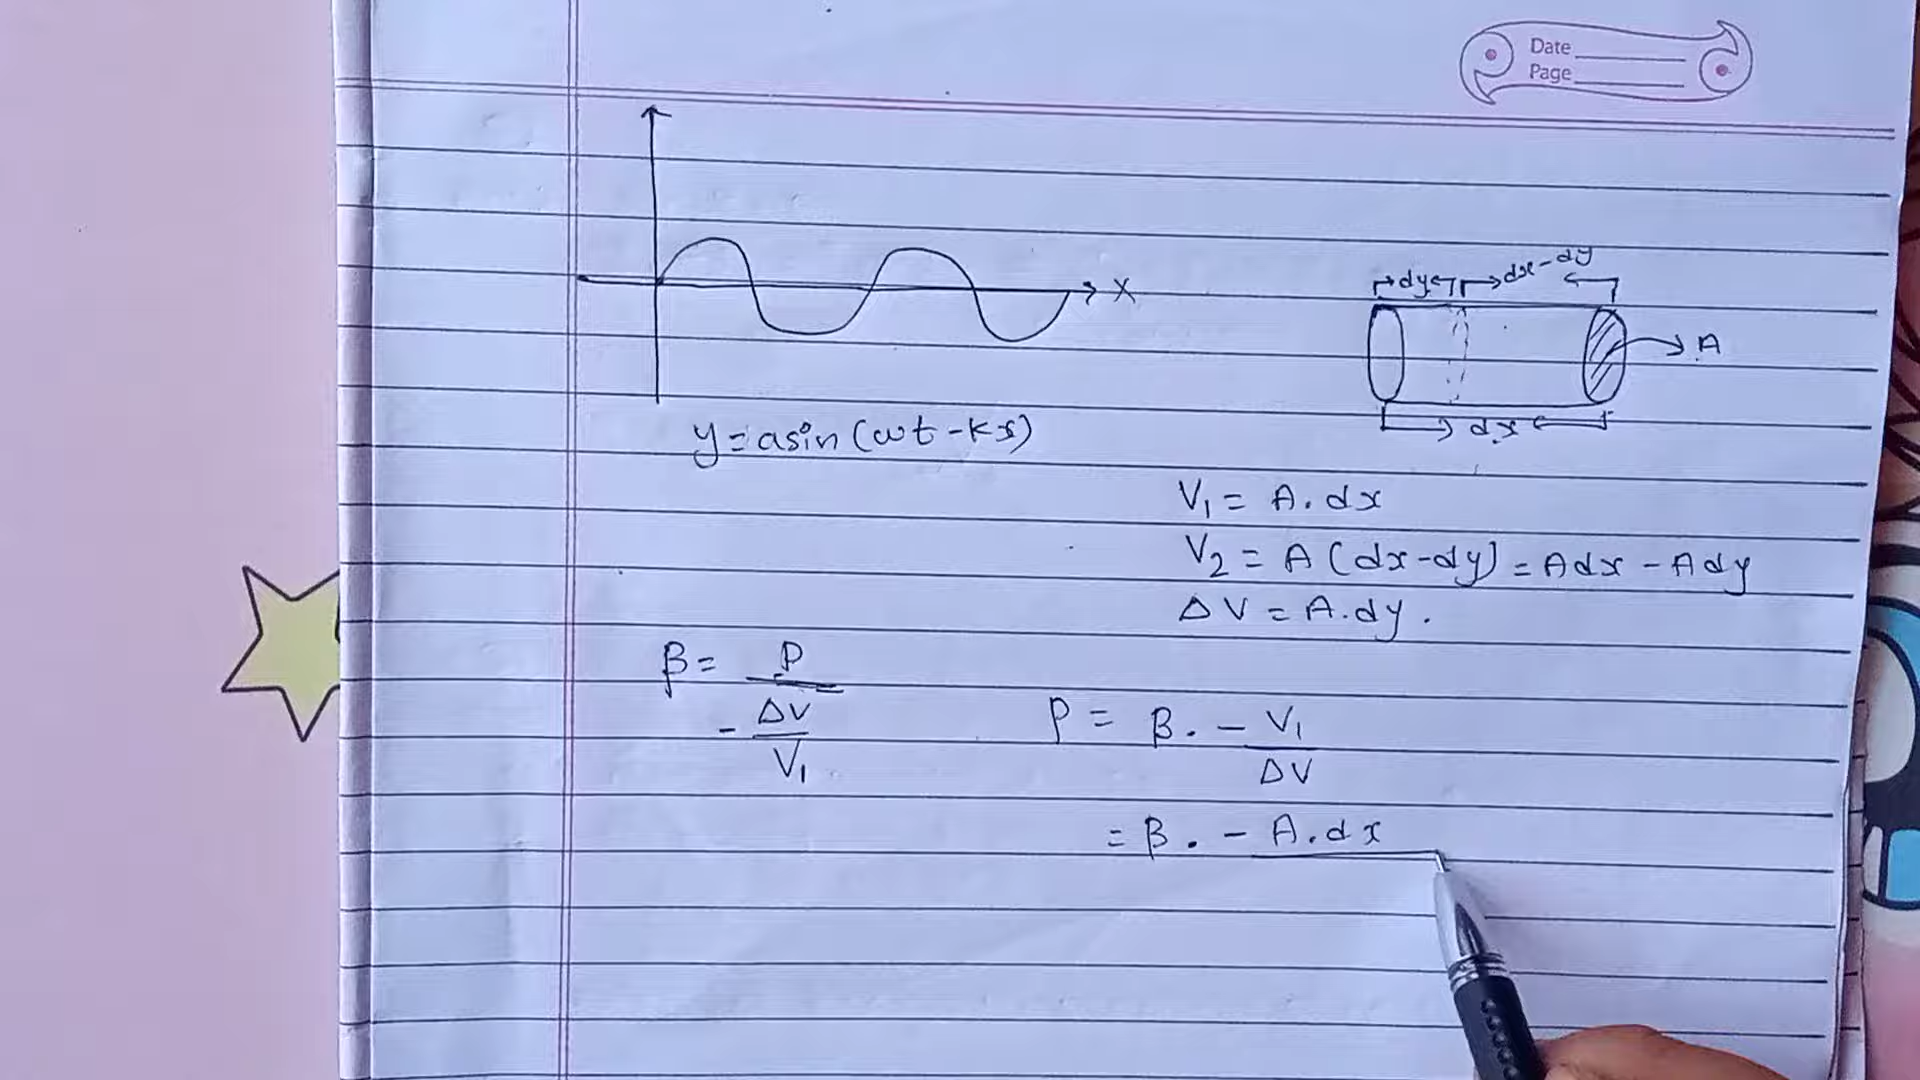 Date
Page
X
dy dx-dy
A
dx
y = a sin (ωt - kx)
V₁ = A. dx
V₂ = A (dx-dy) = Adx - Ady
ΔV = A.dy.
β = P
- ΔV
V₁
P = β. - V₁
ΔV
= β. - A.dx